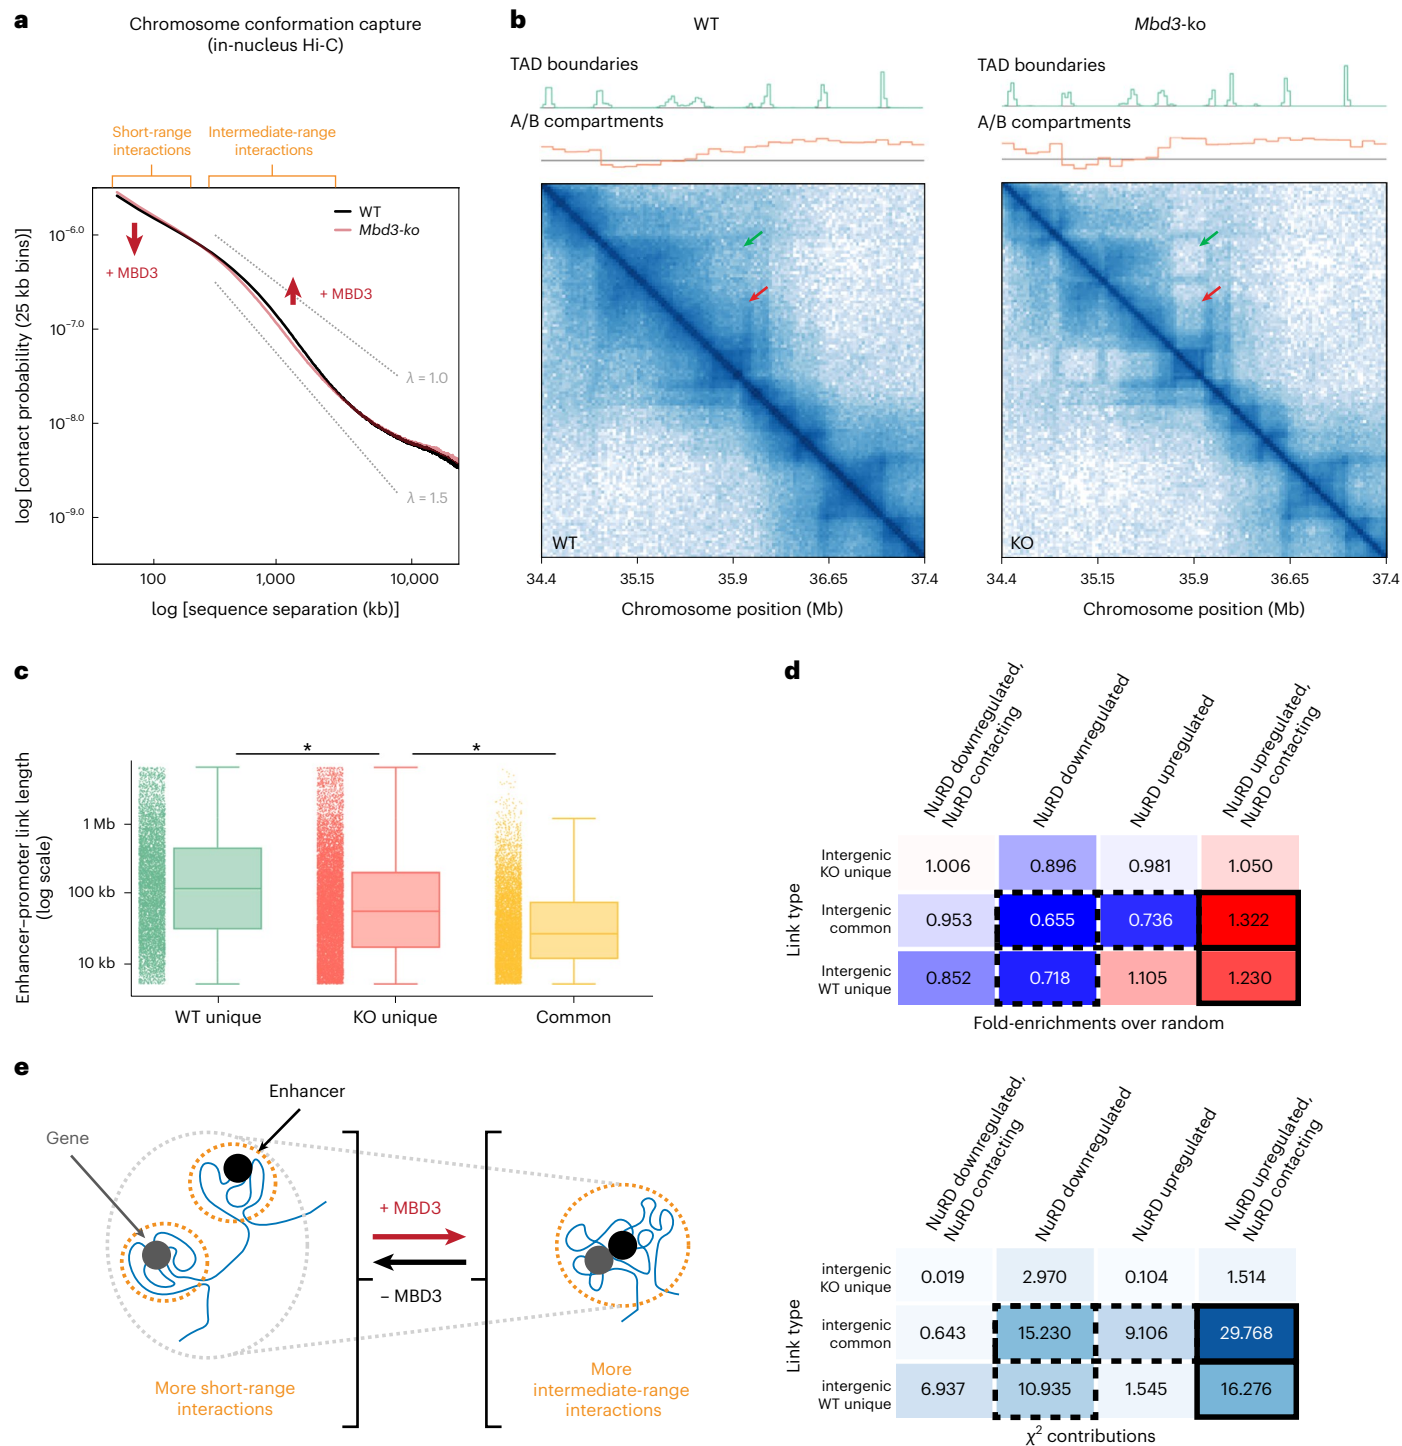 a
Chromosome conformation capture
(in-nucleus Hi-C)
Short-range
interactions
Intermediate-range
interactions
WT
Mbd3-ko
+ MBD3
+ MBD3
λ = 1.0
λ = 1.5
10^−6.0
10^−7.0
10^−8.0
10^−9.0
log [contact probability (25 kb bins)]
100
1,000
10,000
log [sequence separation (kb)]
b
WT
Mbd3-ko
TAD boundaries
TAD boundaries
A/B compartments
A/B compartments
WT
KO
34.4
35.15
35.9
36.65
37.4
34.4
35.15
35.9
36.65
37.4
Chromosome position (Mb)
Chromosome position (Mb)
c
*
*
Enhancer–promoter link length
(log scale)
1 Mb
100 kb
10 kb
WT unique
KO unique
Common
d
NuRD downregulated,
NuRD contacting
NuRD downregulated
NuRD upregulated
NuRD upregulated,
NuRD contacting
Link type
Intergenic
KO unique
1.006
0.896
0.981
1.050
Intergenic
common
0.953
0.655
0.736
1.322
Intergenic
WT unique
0.852
0.718
1.105
1.230
Fold-enrichments over random
NuRD downregulated,
NuRD contacting
NuRD downregulated
NuRD upregulated
NuRD upregulated,
NuRD contacting
Link type
intergenic
KO unique
0.019
2.970
0.104
1.514
intergenic
common
0.643
15.230
9.106
29.768
intergenic
WT unique
6.937
10.935
1.545
16.276
χ² contributions
e
Enhancer
Gene
+ MBD3
− MBD3
More short-range
interactions
More
intermediate-range
interactions